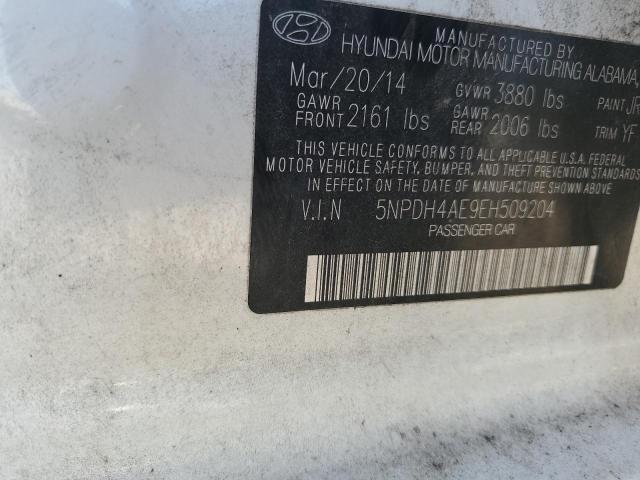 MANUFACTURED BY
HYUNDAI MOTOR MANUFACTURING ALABAMA,
Mar/20/14 GVWR 3880 lbs PAINT JR
GAWR FRONT 2161 lbs GAWR REAR 2006 lbs TRIM YF
THIS VEHICLE CONFORMS TO ALL APPLICABLE U.S.A. FEDERAL
MOTOR VEHICLE SAFETY, BUMPER, AND THEFT PREVENTION STANDARDS
IN EFFECT ON THE DATE OF MANUFACTURE SHOWN ABOVE
V.I.N 5NPDH4AE9EH509204
PASSENGER CAR